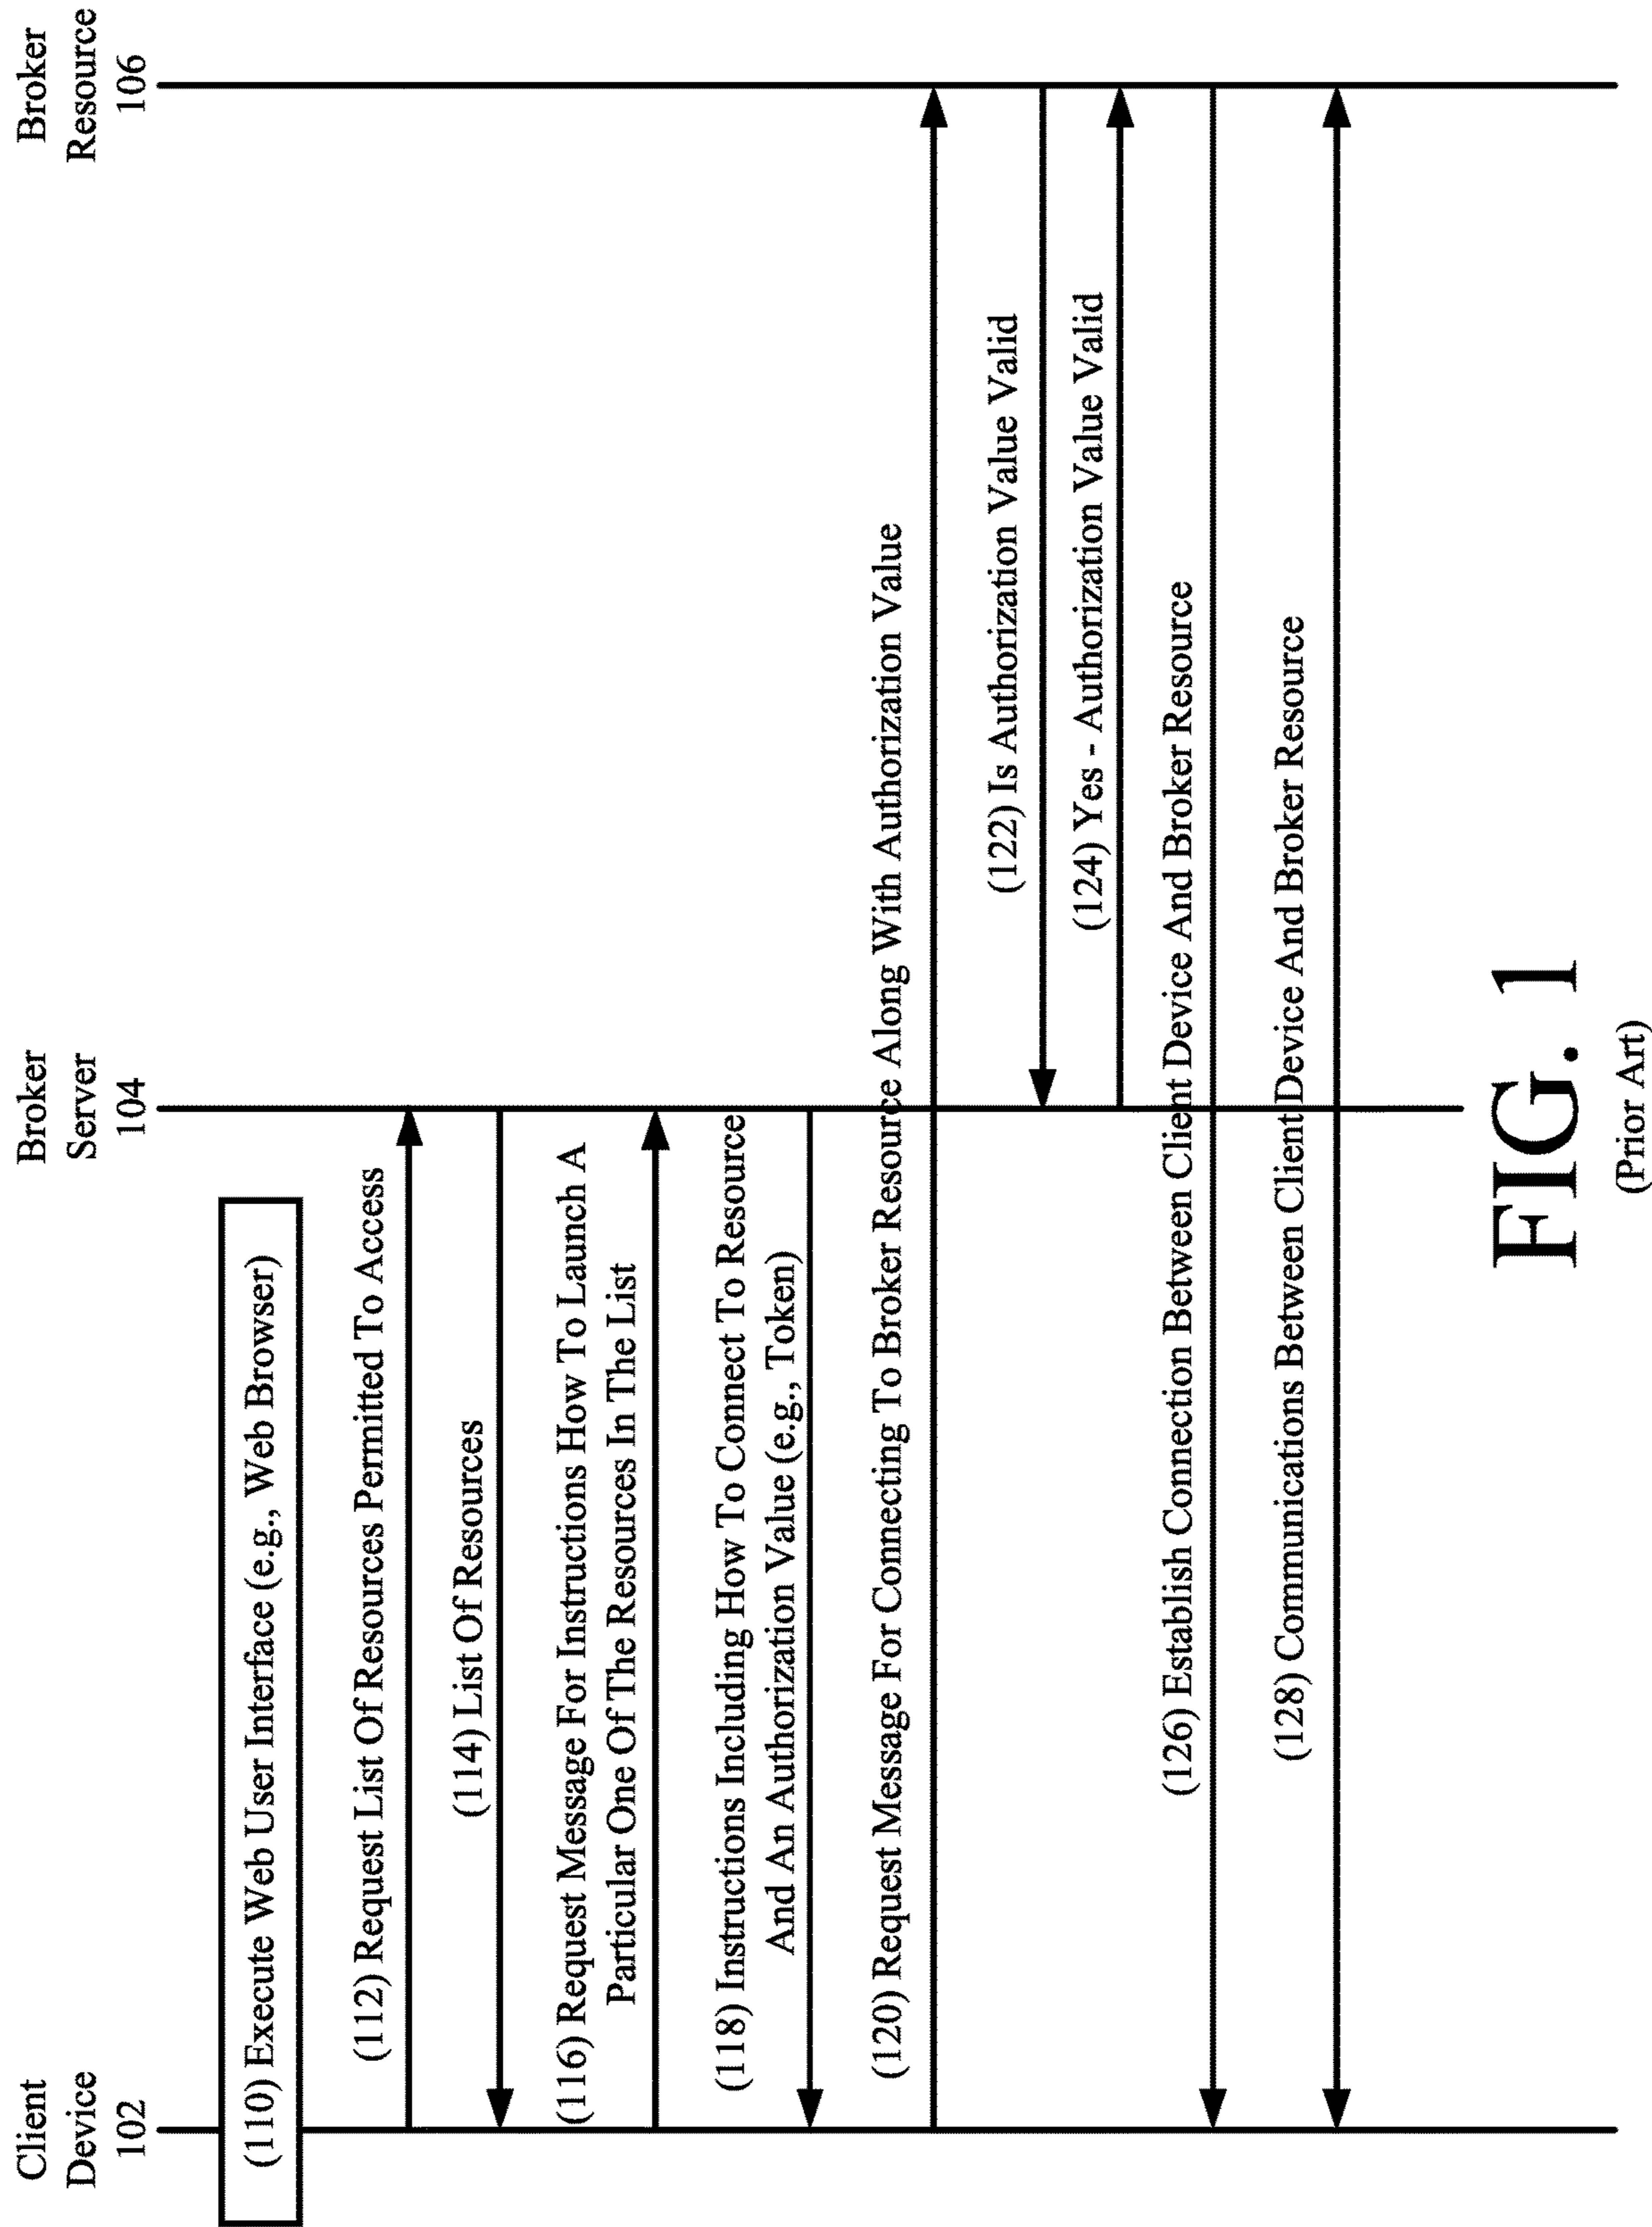 Client
Device
102
Broker
Server
104
Broker
Resource
106
(110) Execute Web User Interface (e.g., Web Browser)
(112) Request List Of Resources Permitted To Access
(114) List Of Resources
(116) Request Message For Instructions How To Launch A
Particular One Of The Resources In The List
(118) Instructions Including How To Connect To Resource
And An Authorization Value (e.g., Token)
(120) Request Message For Connecting To Broker Resource Along With Authorization Value
(122) Is Authorization Value Valid
(124) Yes - Authorization Value Valid
(126) Establish Connection Between Client Device And Broker Resource
(128) Communications Between Client Device And Broker Resource
FIG. 1
(Prior Art)